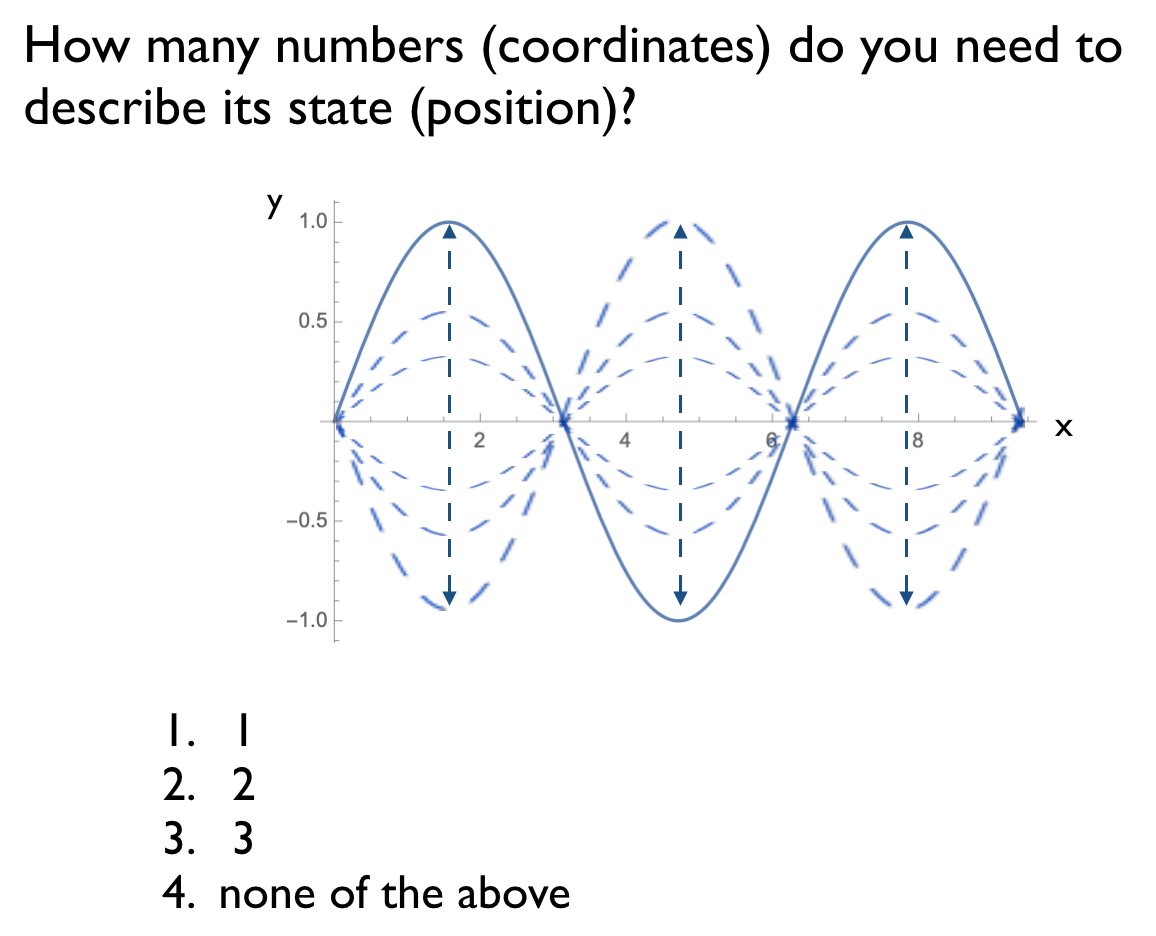 How many numbers (coordinates) do you need to
describe its state (position)?
y
1.0
0.5
2
4
6
8
x
−0.5
−1.0
1. 1
2. 2
3. 3
4. none of the above